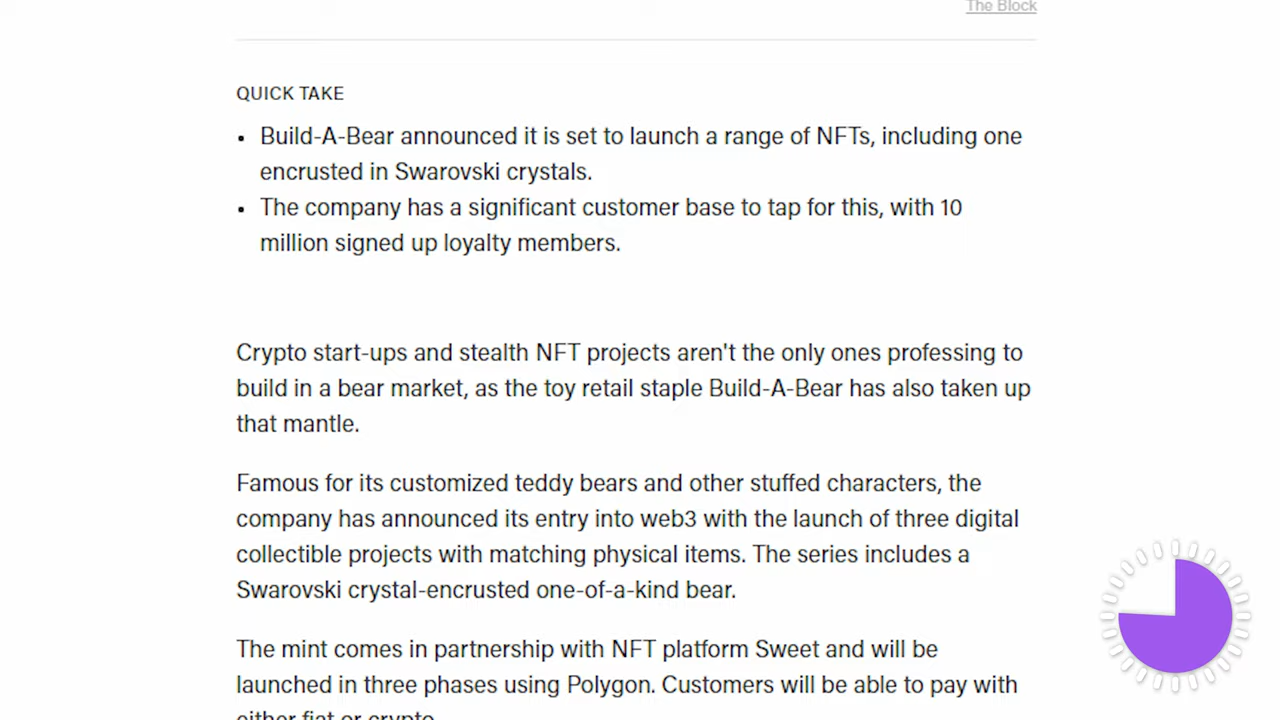 The Block
QUICK TAKE
• Build-A-Bear announced it is set to launch a range of NFTs, including one
encrusted in Swarovski crystals.
• The company has a significant customer base to tap for this, with 10
million signed up loyalty members.
Crypto start-ups and stealth NFT projects aren't the only ones professing to
build in a bear market, as the toy retail staple Build-A-Bear has also taken up
that mantle.
Famous for its customized teddy bears and other stuffed characters, the
company has announced its entry into web3 with the launch of three digital
collectible projects with matching physical items. The series includes a
Swarovski crystal-encrusted one-of-a-kind bear.
The mint comes in partnership with NFT platform Sweet and will be
launched in three phases using Polygon. Customers will be able to pay with
either fiat or crypto